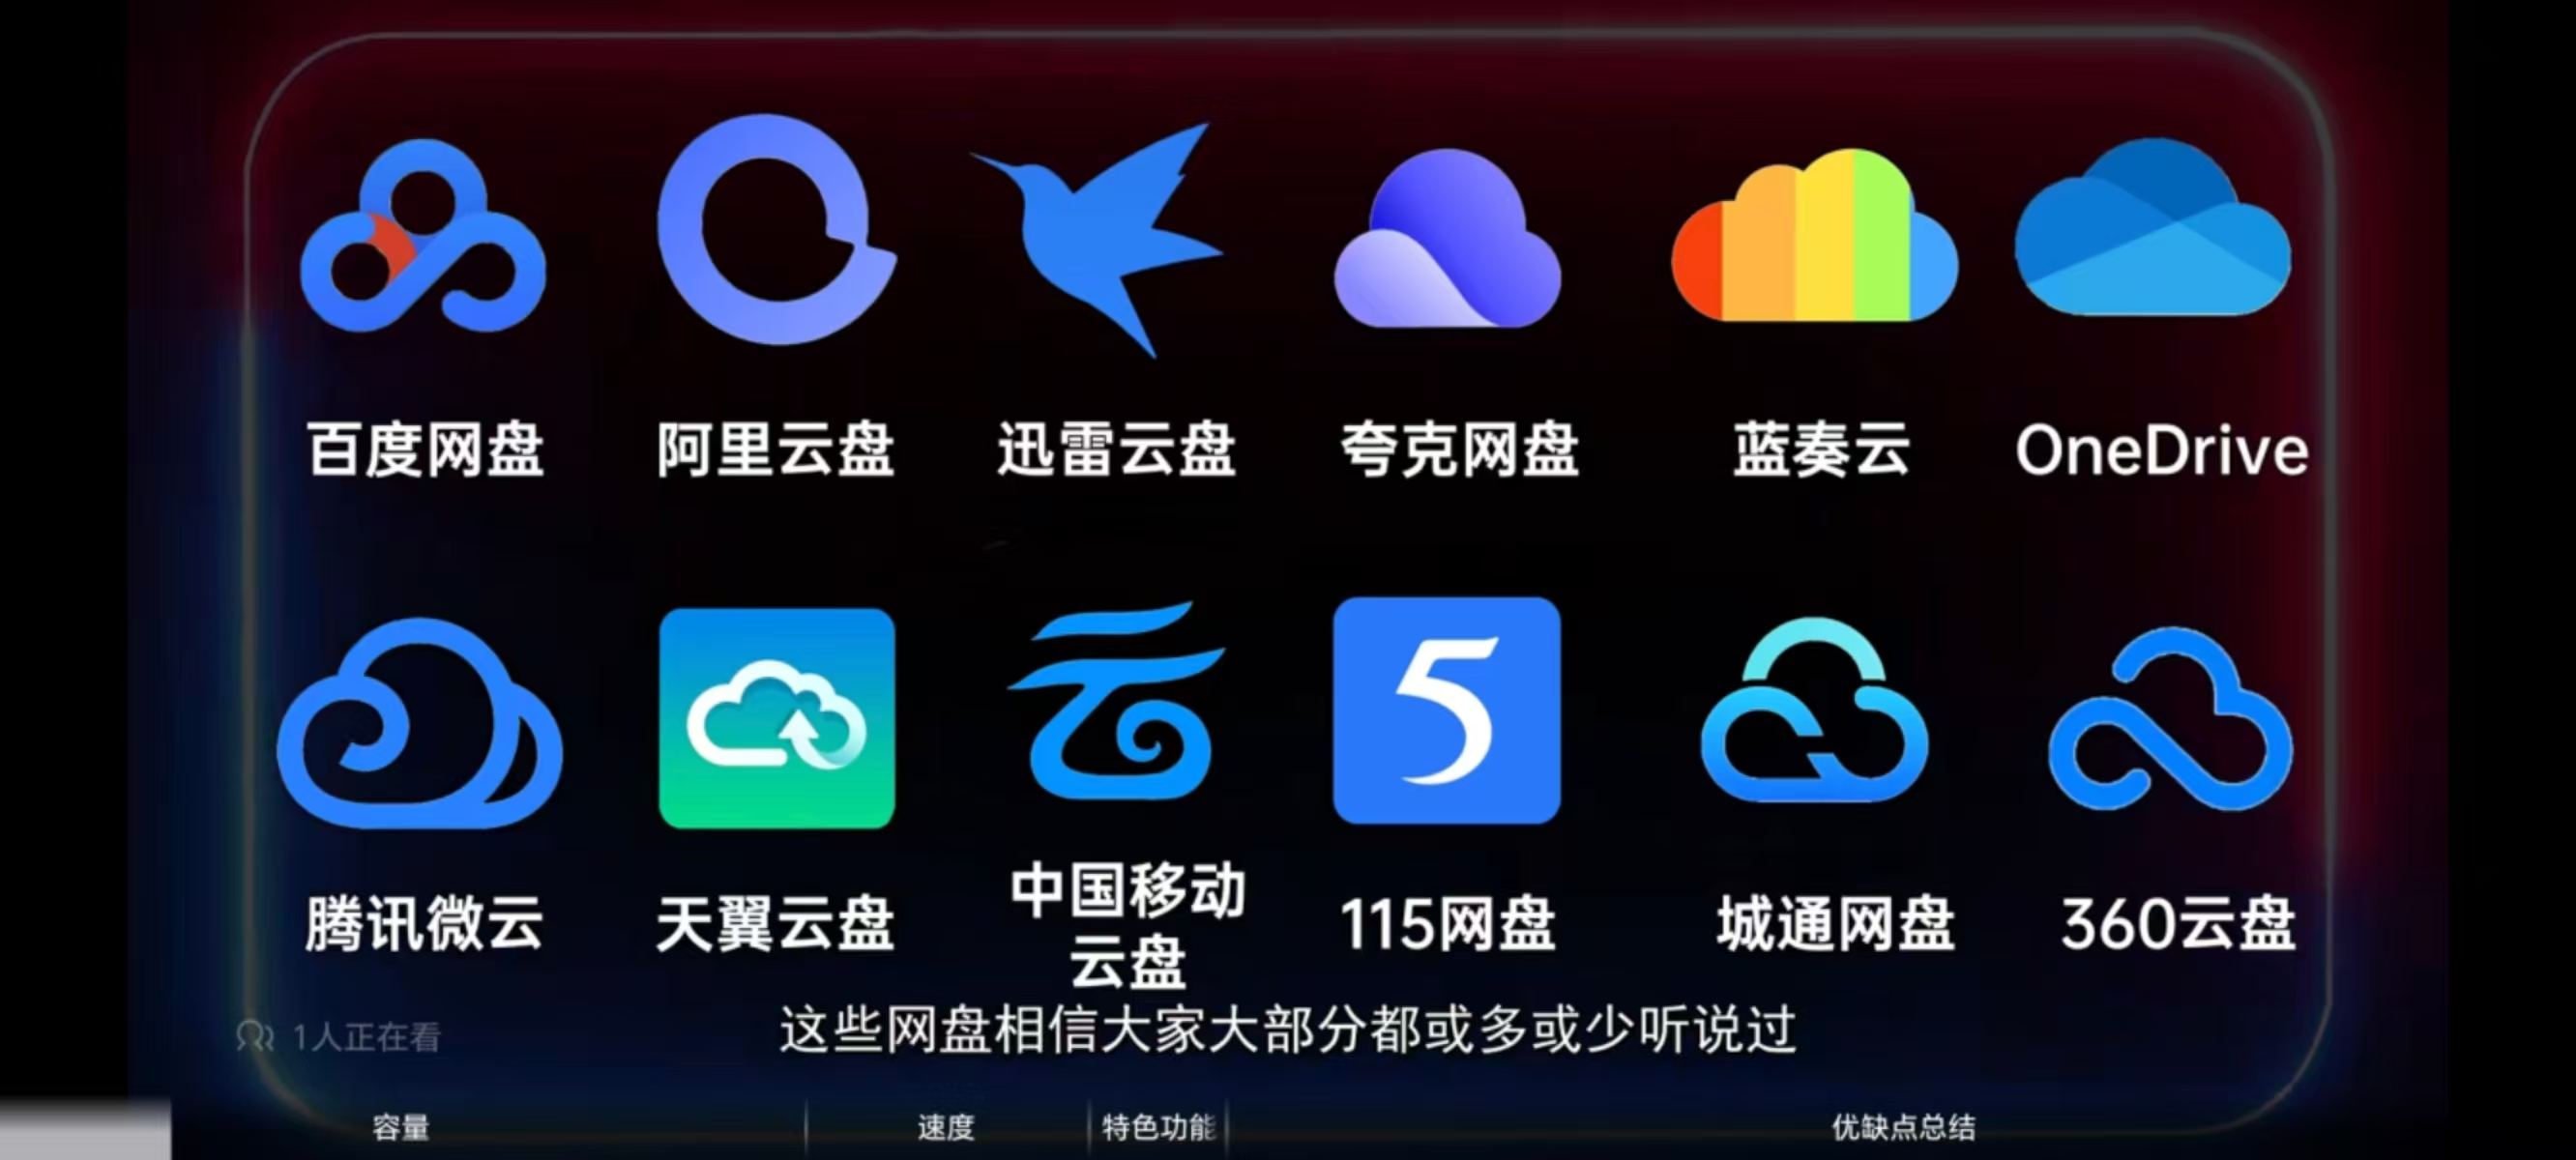 百度网盘
阿里云盘
迅雷云盘
夸克网盘
蓝奏云
OneDrive
5
腾讯微云
天翼云盘
中国移动
云盘
115网盘
城通网盘
360云盘
这些网盘相信大家大部分都或多或少听说过
1人正在看
容量
速度
特色功能
优缺点总结